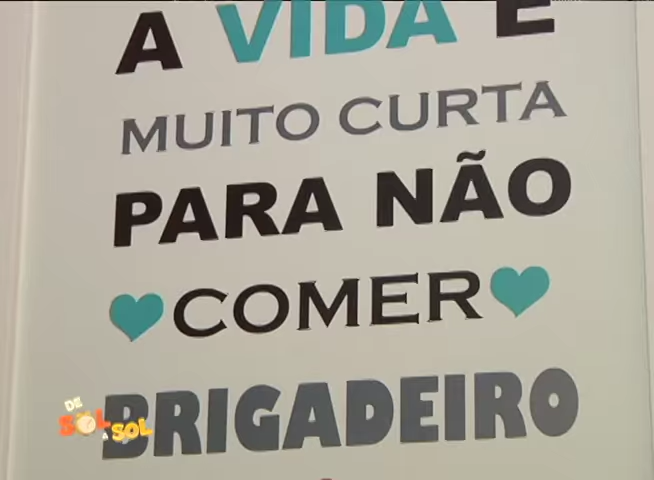 A VIDA É
MUITO CURTA
PARA NÃO
COMER
BRIGADEIRO
DE
SOL
A SOL